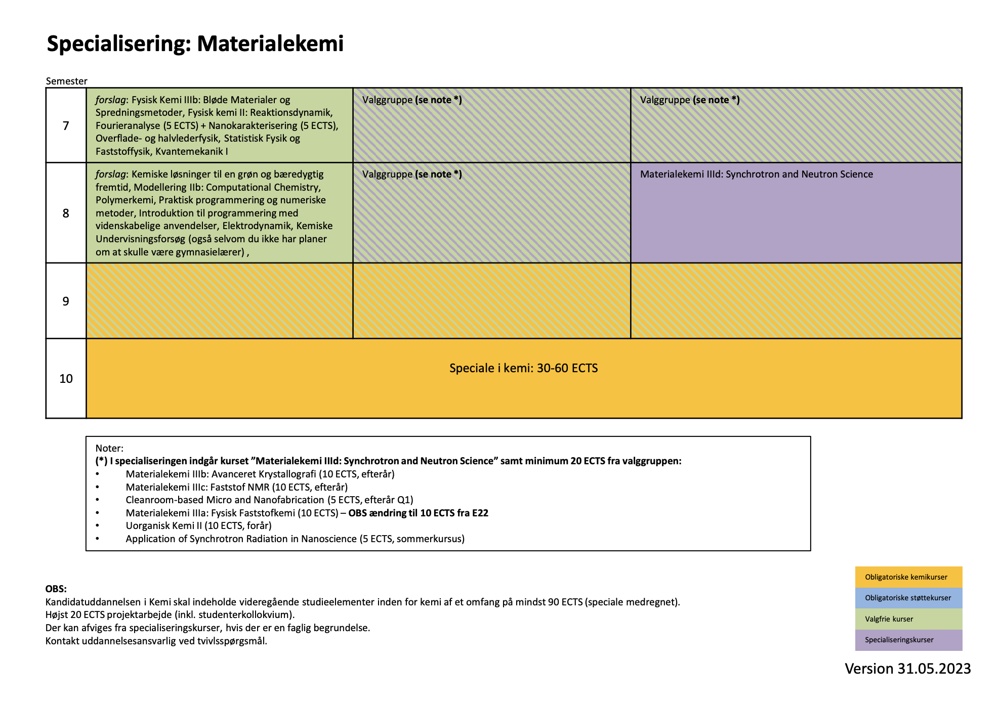 Specialisering: Materialekemi
Semester
7
forslag: Fysisk Kemi IIIb: Bløde Materialer og
Spredningsmetoder, Fysisk kemi II: Reaktionsdynamik,
Fourieranalyse (5 ECTS) + Nanokarakterisering (5 ECTS),
Overflade- og halvlederfysik, Statistisk Fysik og
Faststoffysik, Kvantemekanik I
Valggruppe (se note *)
Valggruppe (se note *)
8
forslag: Kemiske løsninger til en grøn og bæredygtig
fremtid, Modellering IIb: Computational Chemistry,
Polymerkemi, Praktisk programmering og numeriske
metoder, Introduktion til programmering med
videnskabelige anvendelser, Elektrodynamik, Kemiske
Undervisningsforsøg (også selvom du ikke har planer
om at skulle være gymnasielærer) ,
Valggruppe (se note *)
Materialekemi IIId: Synchrotron and Neutron Science
9
10
Speciale i kemi: 30-60 ECTS
Noter:
(*) I specialiseringen indgår kurset ”Materialekemi IIId: Synchrotron and Neutron Science” samt minimum 20 ECTS fra valggruppen:
• Materialekemi IIIb: Avanceret Krystallografi (10 ECTS, efterår)
• Materialekemi IIIc: Faststof NMR (10 ECTS, efterår)
• Cleanroom-based Micro and Nanofabrication (5 ECTS, efterår Q1)
• Materialekemi IIIa: Fysisk Faststofkemi (10 ECTS) – OBS ændring til 10 ECTS fra E22
• Uorganisk Kemi II (10 ECTS, forår)
• Application of Synchrotron Radiation in Nanoscience (5 ECTS, sommerkursus)
OBS:
Kandidatuddannelsen i Kemi skal indeholde videregående studieelementer inden for kemi af et omfang på mindst 90 ECTS (speciale medregnet).
Højst 20 ECTS projektarbejde (inkl. studenterkollokvium).
Der kan afviges fra specialiseringskurser, hvis der er en faglig begrundelse.
Kontakt uddannelsesansvarlig ved tvivlsspørgsmål.
Obligatoriske kemikurser
Obligatoriske støttekurser
Valgfrie kurser
Specialiseringskurser
Version 31.05.2023